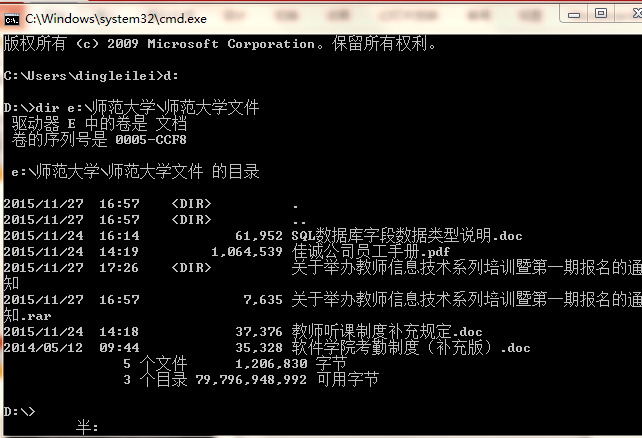 C:\Windows\system32\cmd.exe
版权所有 (c) 2009 Microsoft Corporation。保留所有权利。
C:\Users\dingleilei>d:
D:\>dir e:\师范大学\师范大学文件
驱动器 E 中的卷是 文档
卷的序列号是 0005-CCF8
e:\师范大学\师范大学文件 的目录
2015/11/27  16:57    <DIR>          .
2015/11/27  16:57    <DIR>          ..
2015/11/24  16:14            61,952 SQL数据库字段数据类型说明.doc
2015/11/24  14:19         1,064,539 佳诚公司员工手册.pdf
2015/11/27  17:26    <DIR>          关于举办教师信息技术系列培训暨第一期报名的通
知
2015/11/27  16:57             7,635 关于举办教师信息技术系列培训暨第一期报名的通
知.rar
2015/11/24  14:18            37,376 教师听课制度补充规定.doc
2014/05/12  09:44            35,328 软件学院考勤制度（补充版）.doc
5 个文件      1,206,830 字节
3 个目录 79,796,948,992 可用字节
D:\>
半: